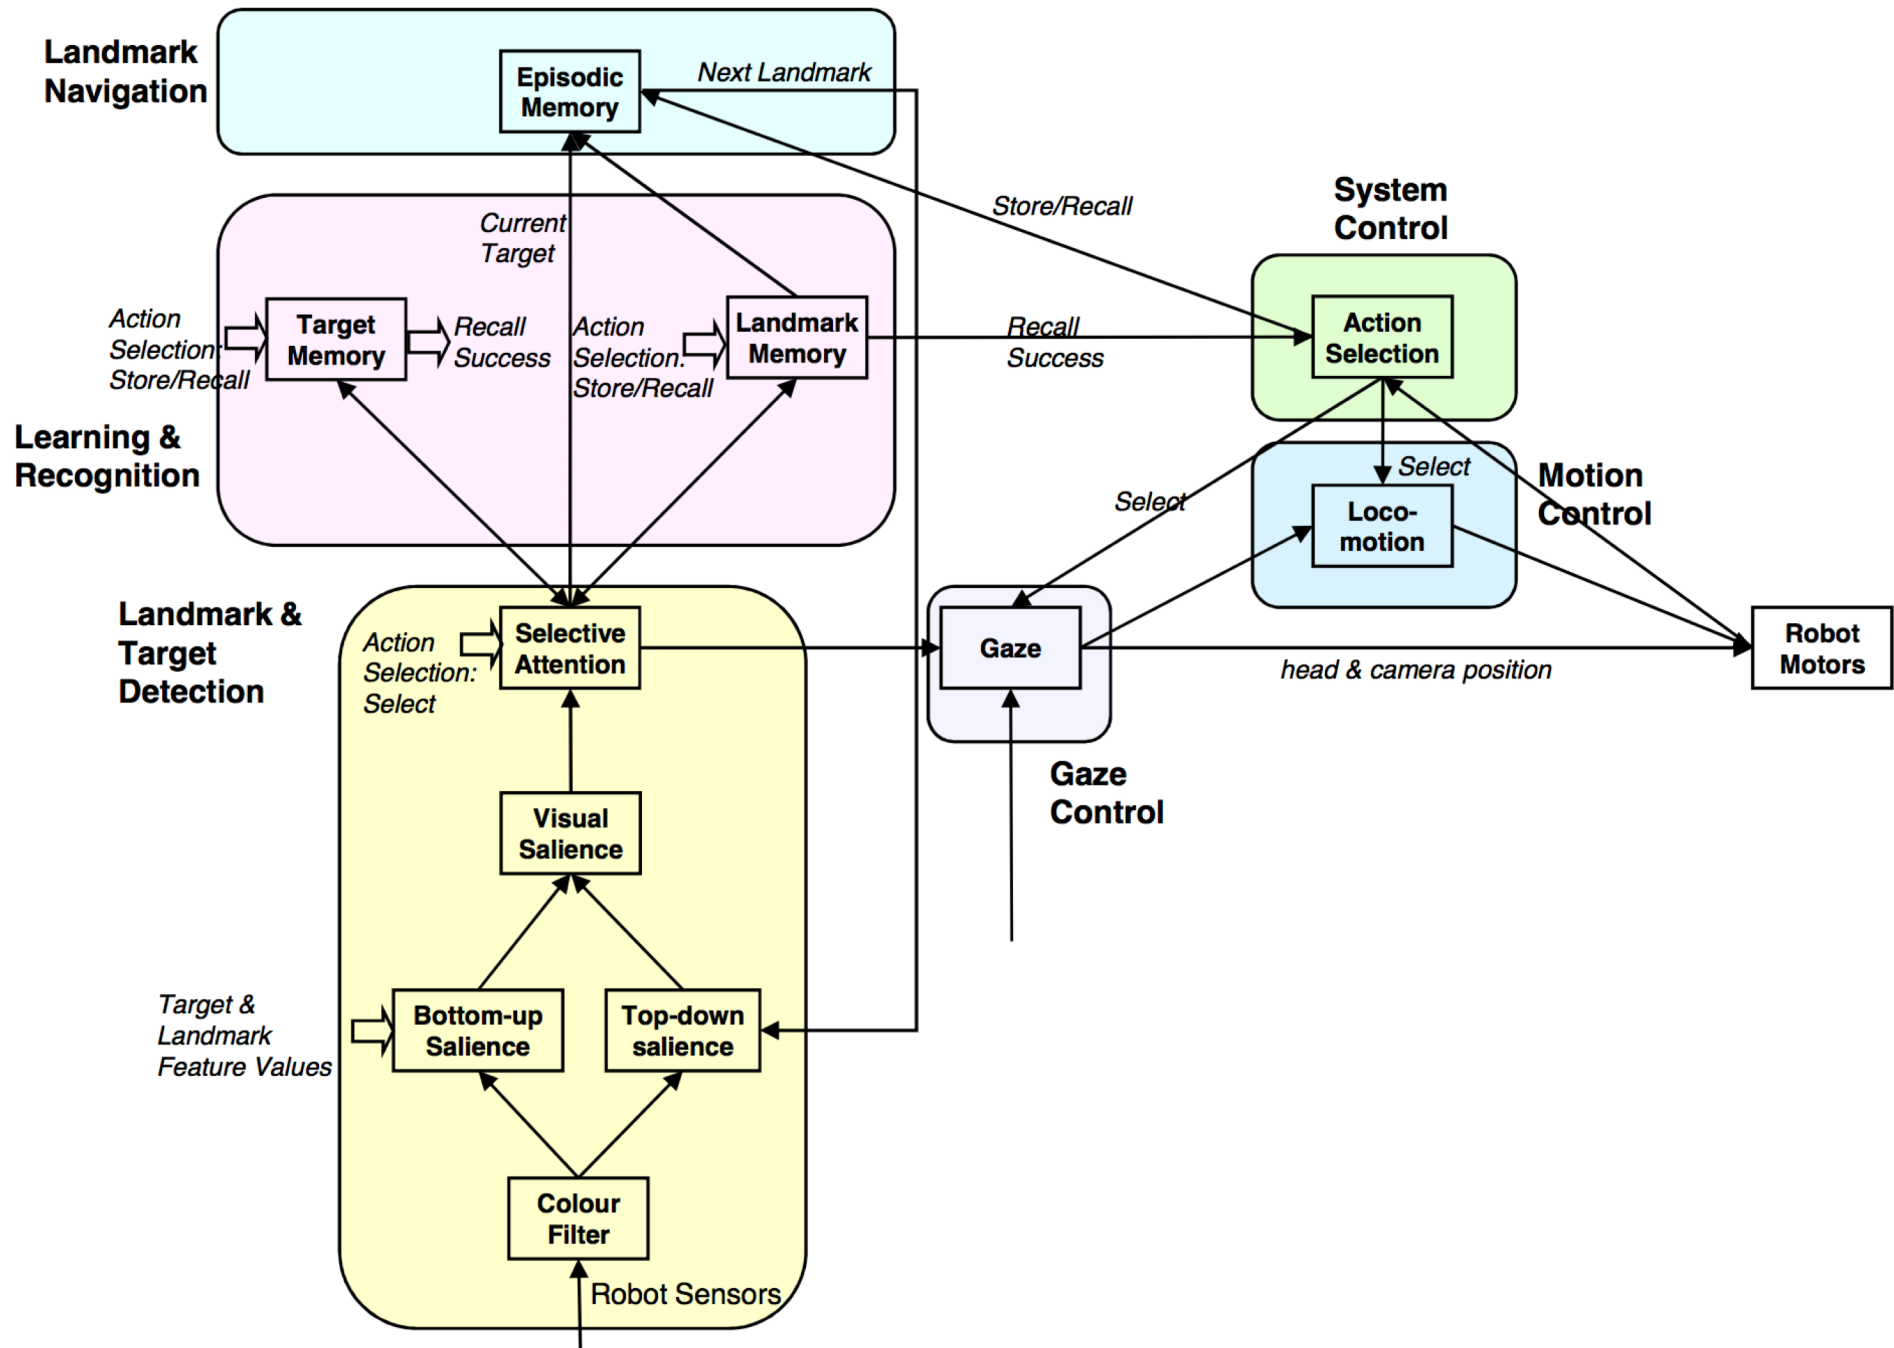 Landmark
Navigation
Episodic
Memory
Next Landmark
Store/Recall
System
Control
Current
Target
Action
Selection:
Store/Recall
Target
Memory
Recall
Success
Action
Selection:
Store/Recall
Landmark
Memory
Recall
Success
Action
Selection
Learning &
Recognition
Select
Select
Loco-
motion
Motion
Control
Landmark &
Target
Detection
Action
Selection:
Select
Selective
Attention
Gaze
head & camera position
Robot
Motors
Gaze
Control
Visual
Salience
Target &
Landmark
Feature Values
Bottom-up
Salience
Top-down
salience
Colour
Filter
Robot Sensors